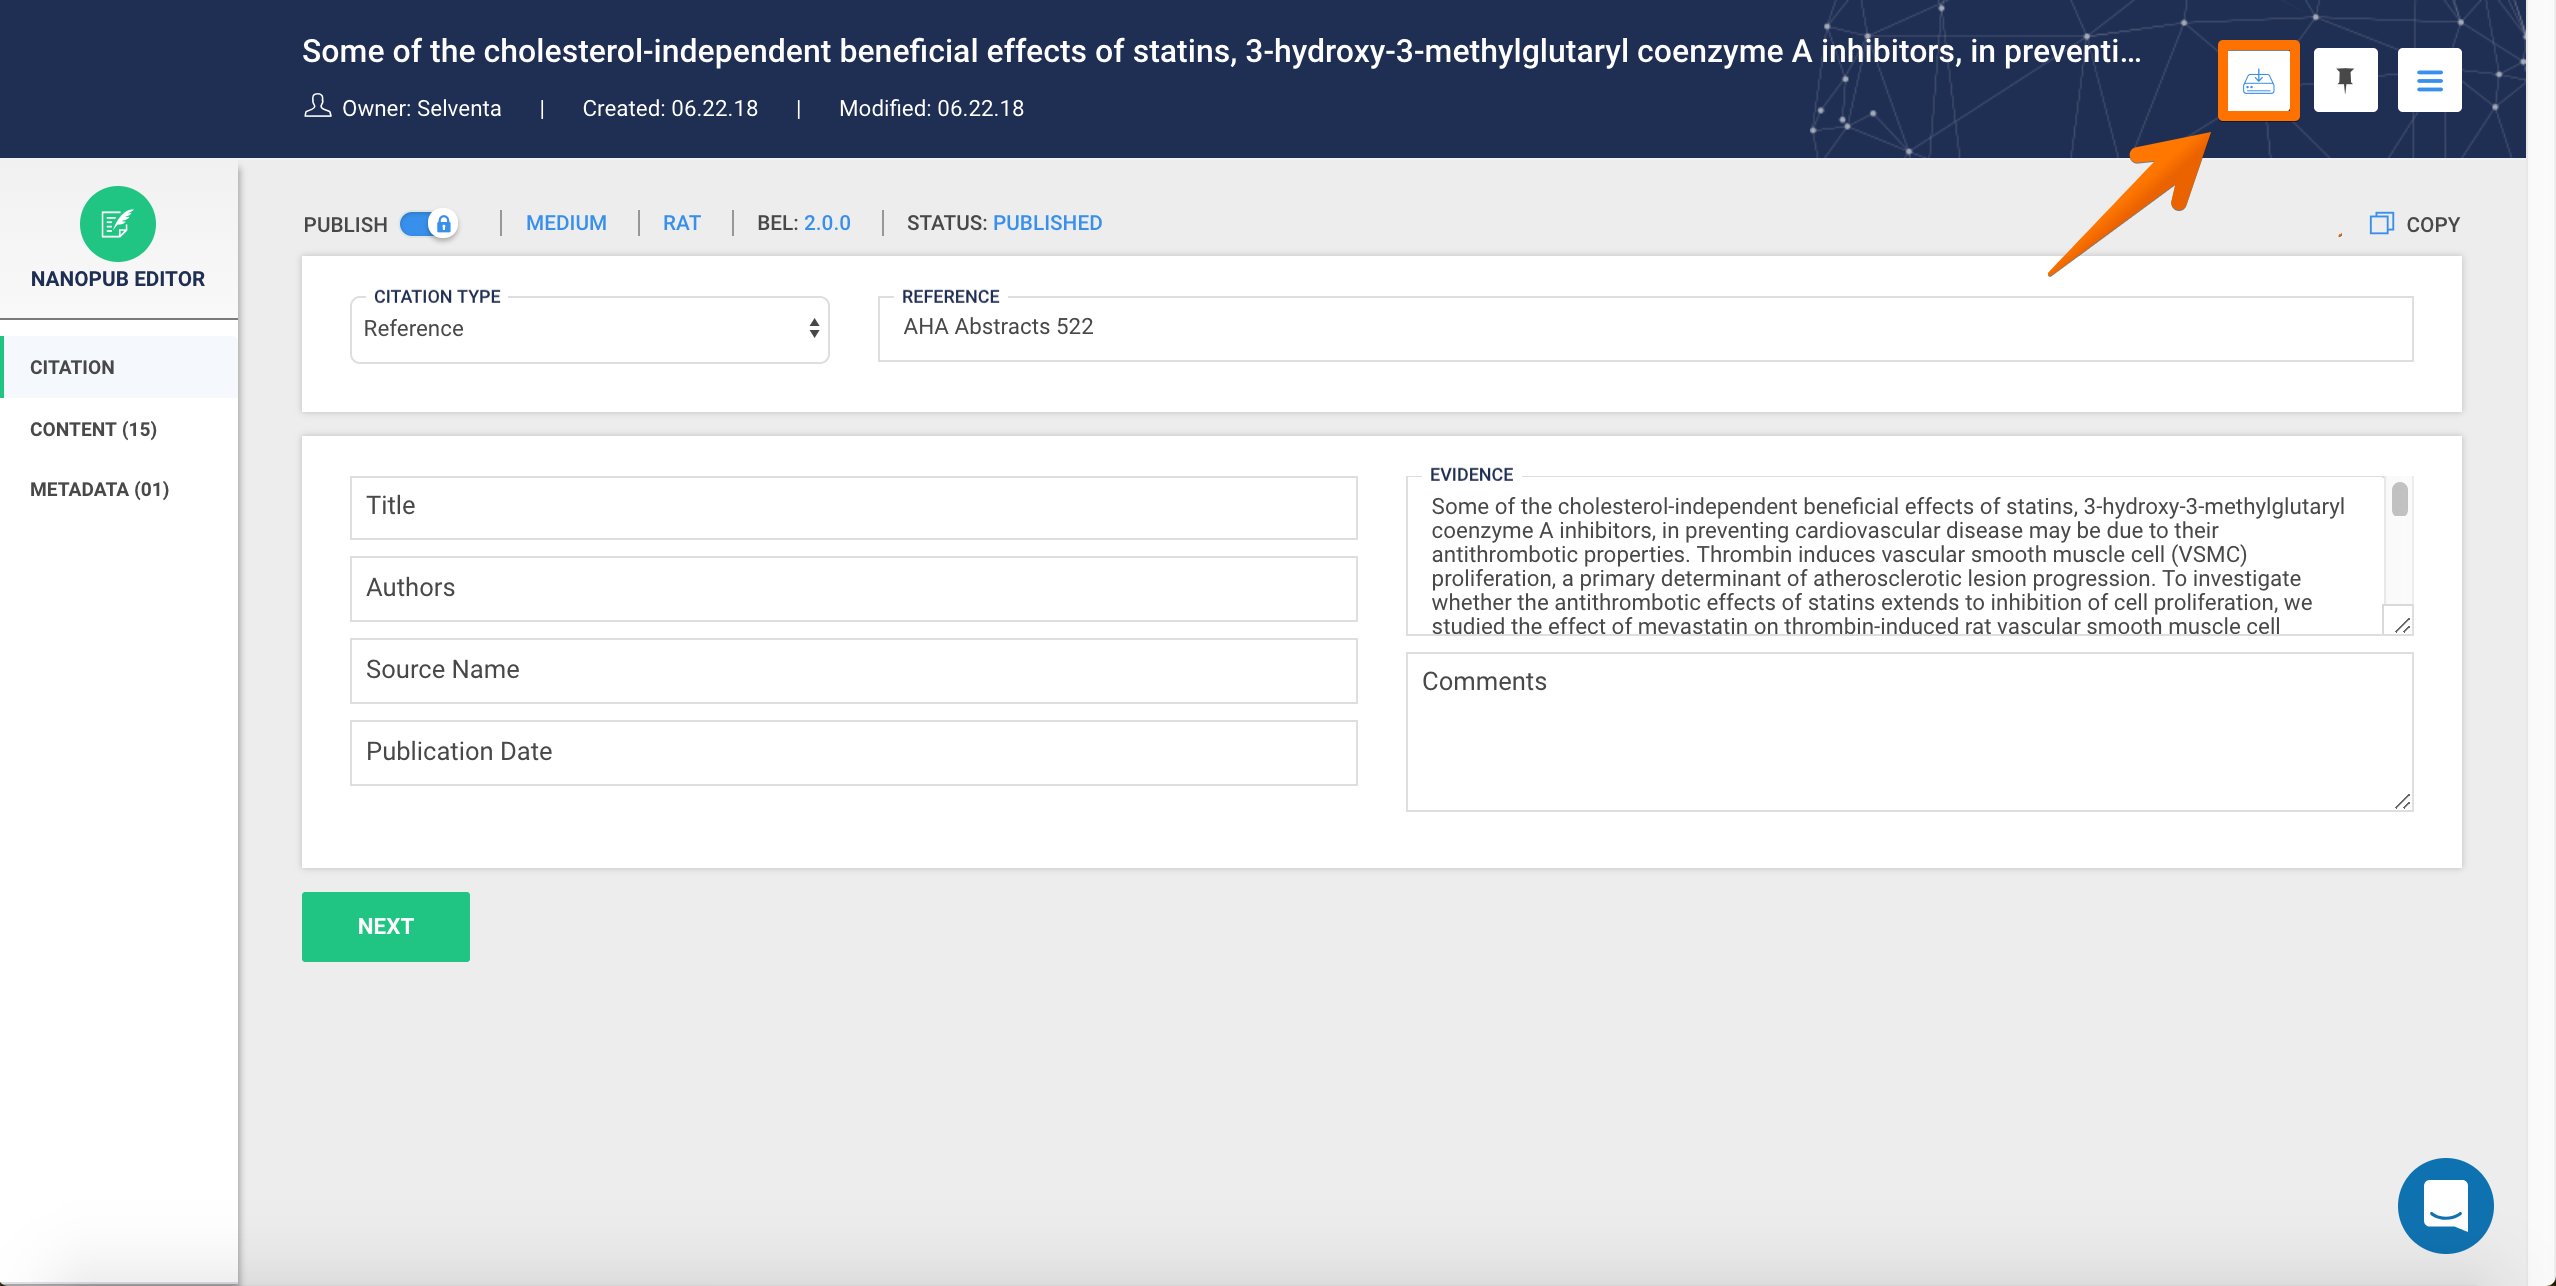 Some of the cholesterol-independent beneficial effects of statins, 3-hydroxy-3-methylglutaryl coenzyme A inhibitors, in preventi...
Owner: Selventa | Created: 06.22.18 | Modified: 06.22.18
NANOPUB EDITOR
CITATION
CONTENT (15)
METADATA (01)
PUBLISH | MEDIUM | RAT | BEL: 2.0.0 | STATUS: PUBLISHED
COPY
CITATION TYPE
Reference
REFERENCE
AHA Abstracts 522
Title
Authors
Source Name
Publication Date
EVIDENCE
Some of the cholesterol-independent beneficial effects of statins, 3-hydroxy-3-methylglutaryl
coenzyme A inhibitors, in preventing cardiovascular disease may be due to their
antithrombotic properties. Thrombin induces vascular smooth muscle cell (VSMC)
proliferation, a primary determinant of atherosclerotic lesion progression. To investigate
whether the antithrombotic effects of statins extends to inhibition of cell proliferation, we
studied the effect of mevastatin on thrombin-induced rat vascular smooth muscle cell
Comments
NEXT